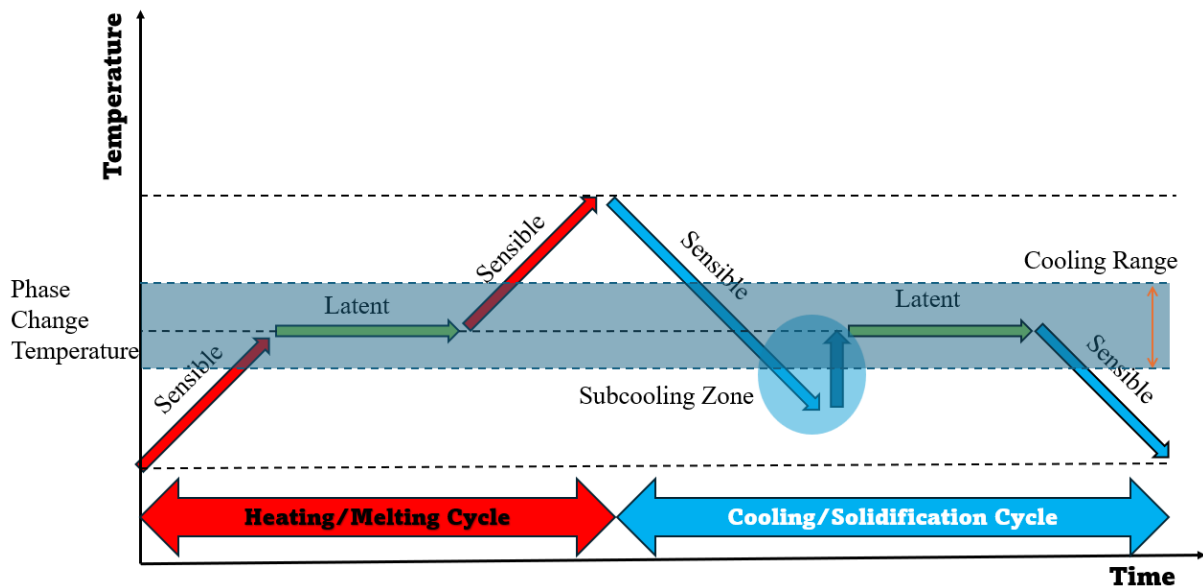 Temperature
Phase
Change
Temperature
Sensible
Latent
Sensible
Sensible
Subcooling Zone
Latent
Cooling Range
Sensible
Heating/Melting Cycle
Cooling/Solidification Cycle
Time